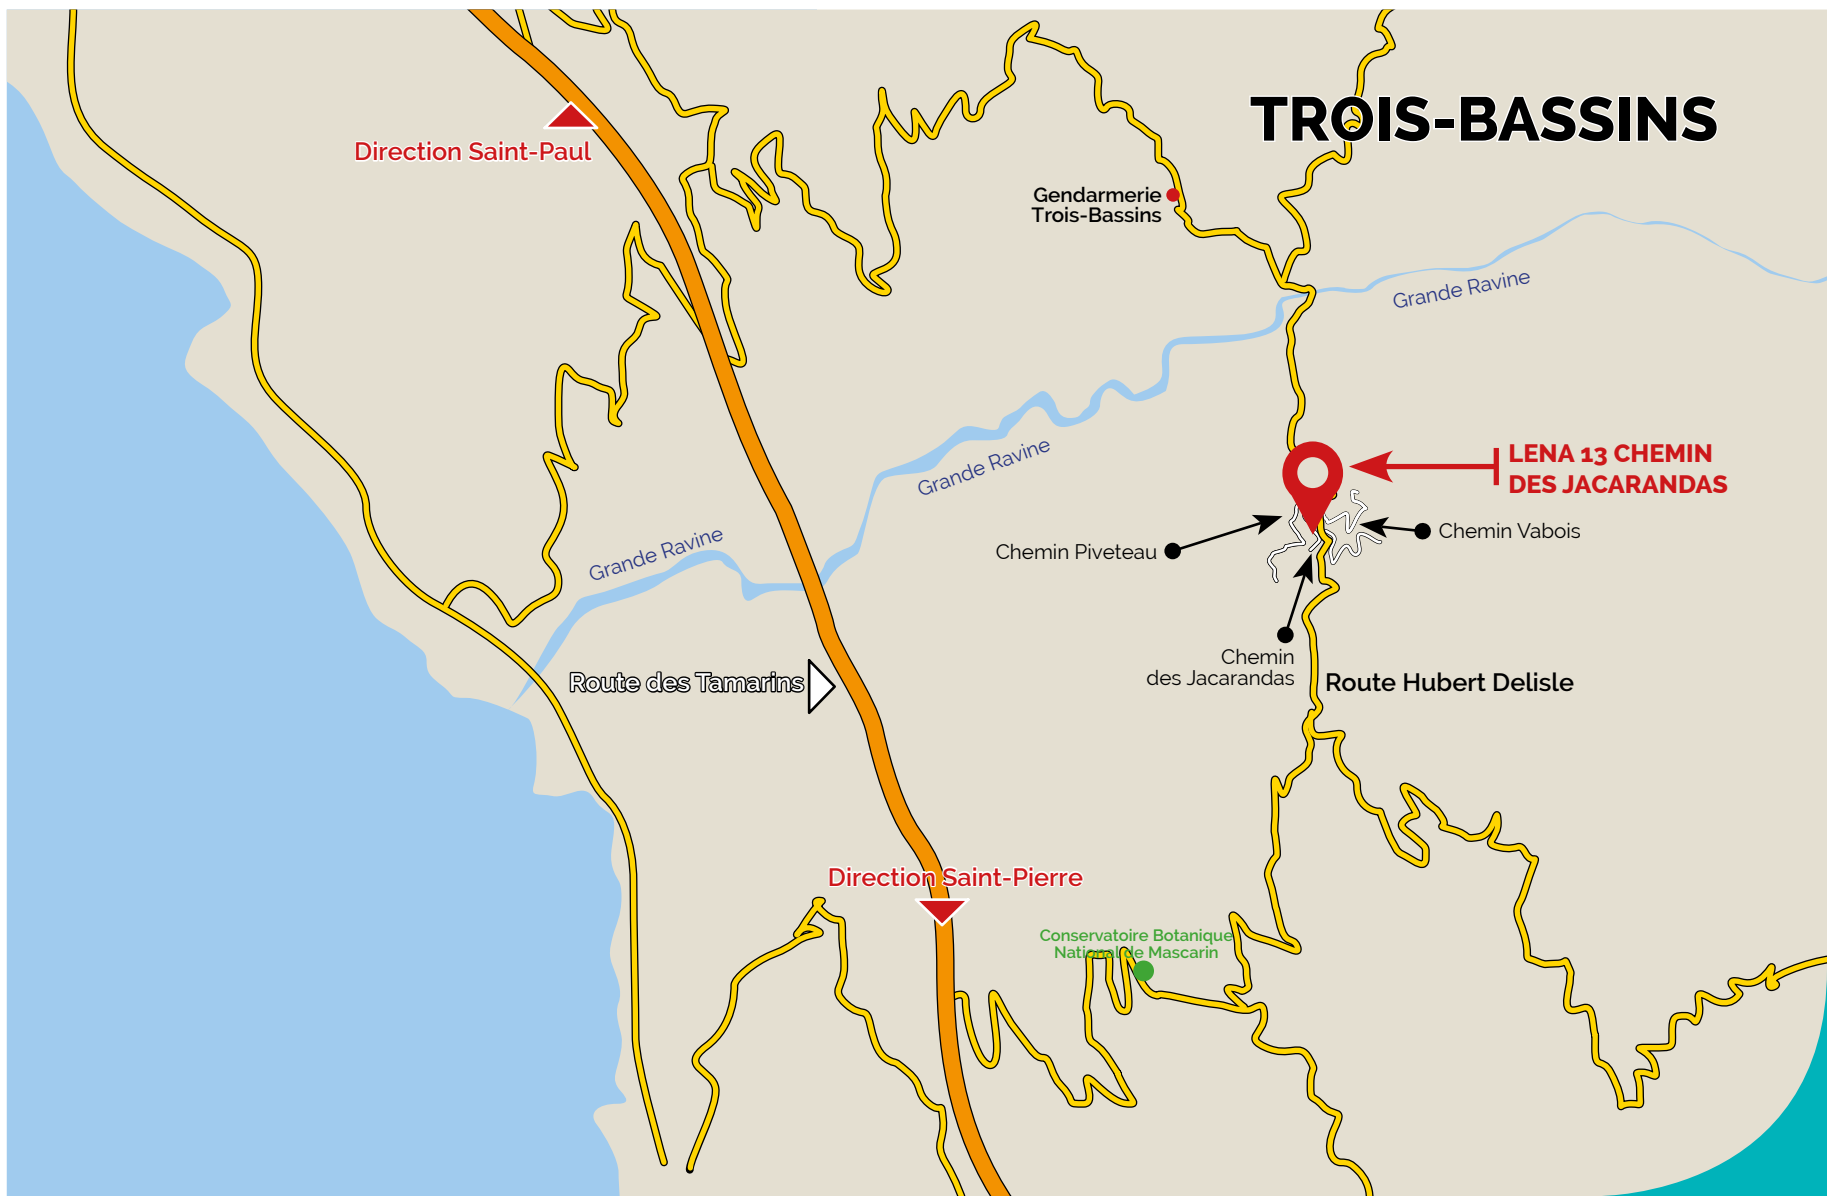 TROIS-BASSINS
Direction Saint-Paul
Gendarmerie
Trois-Bassins
Grande Ravine
Grande Ravine
LENA 13 CHEMIN
DES JACARANDAS
Grande Ravine
Chemin Piveteau
Chemin Vabois
Chemin
des Jacarandas
Route des Tamarins
Route Hubert Delisle
Direction Saint-Pierre
Conservatoire Botanique
National de Mascarin